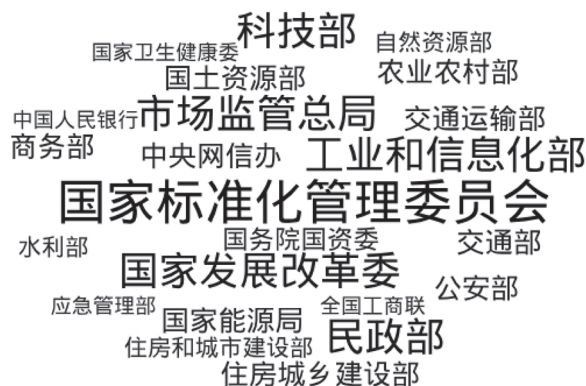 科技部
自然资源部
国家卫生健康委
国土资源部
农业农村部
中国人民银行
市场监管总局
交通运输部
商务部
中央网信办
工业和信息化部
国家标准化管理委员会
水利部
国务院国资委
交通部
国家发展改革委
公安部
应急管理部
全国工商联
国家能源局
民政部
住房和城市建设部
住房城乡建设部